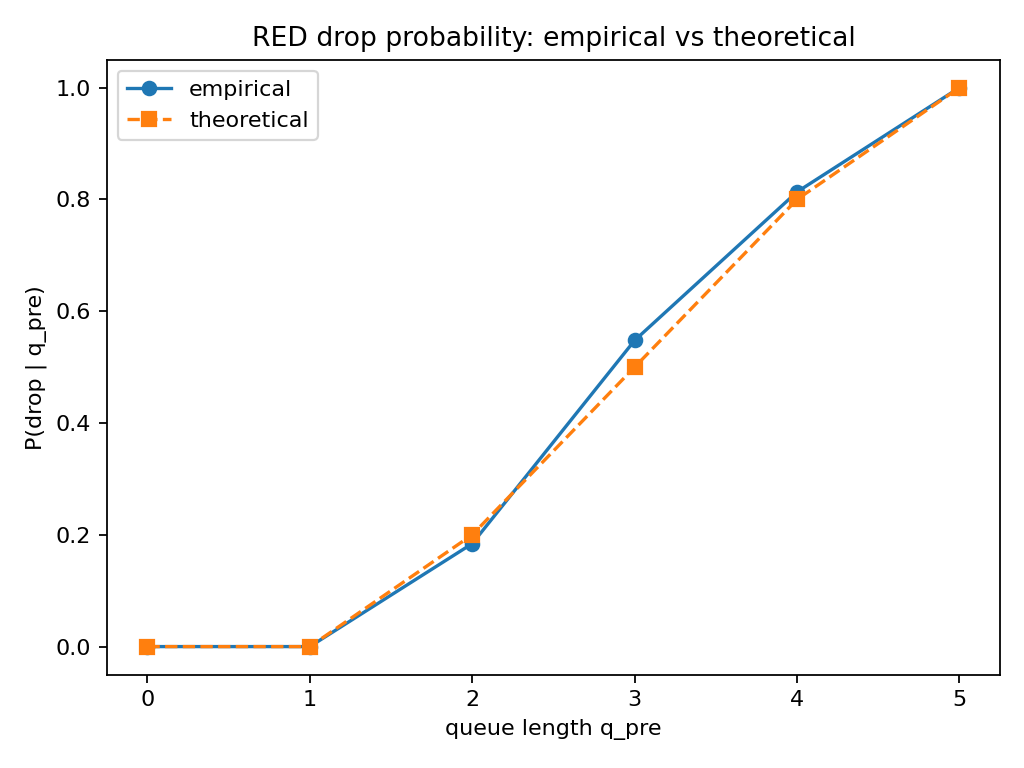 RED drop probability: empirical vs theoretical
empirical
theoretical
1.0
0.8
0.6
0.4
0.2
0.0
P(drop | q_pre)
0 1 2 3 4 5
queue length q_pre